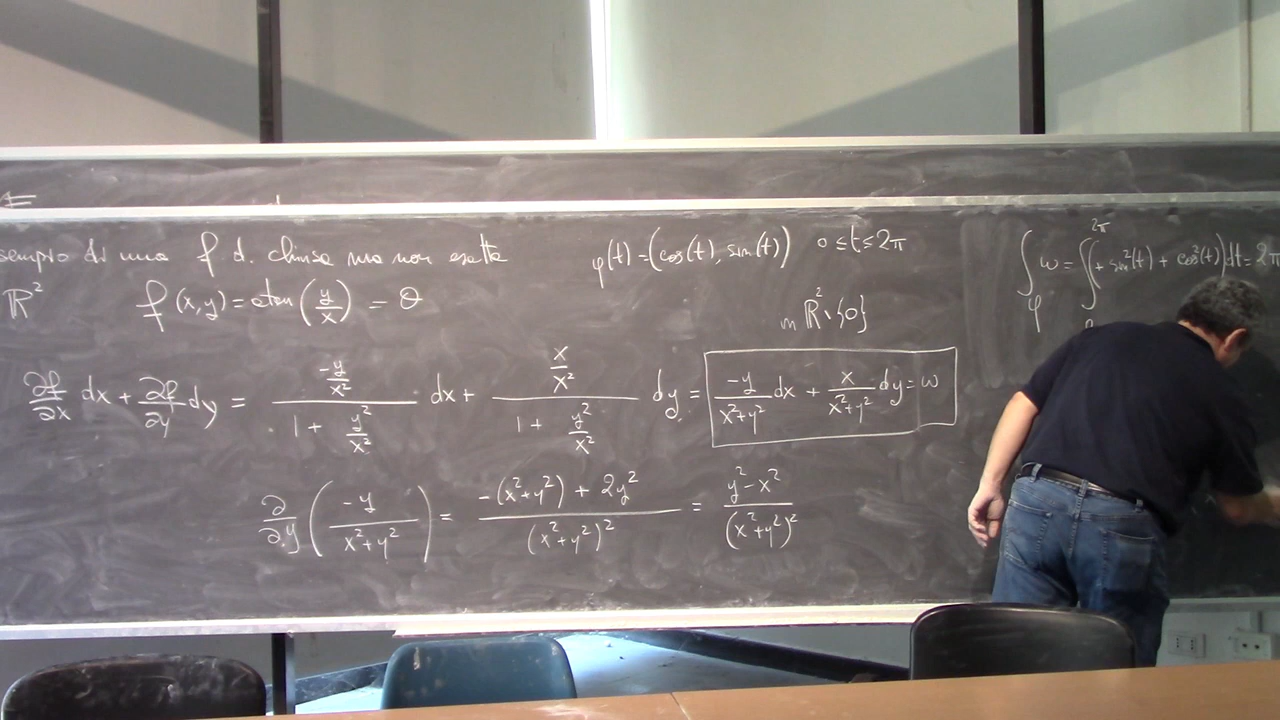 sempio di una f d. chiusa ma non esatta
φ(t) = (cos(t), sin(t)) 0 ≤ t ≤ 2π
∫_φ ω = ∫^{2π} (+ sin²(t) + cos²(t)) dt = 2π
ℝ² f(x,y) = atan(y/x) = θ
in ℝ² \ {0}
∂f/∂x dx + ∂f/∂y dy = (-y/x²)/(1 + y²/x²) dx + (x/x²)/(1 + y²/x²) dy = -y/(x²+y²) dx + x/(x²+y²) dy = ω
∂/∂y (-y/(x²+y²)) = (-(x²+y²) + 2y²)/(x²+y²)² = (y²-x²)/(x²+y²)²